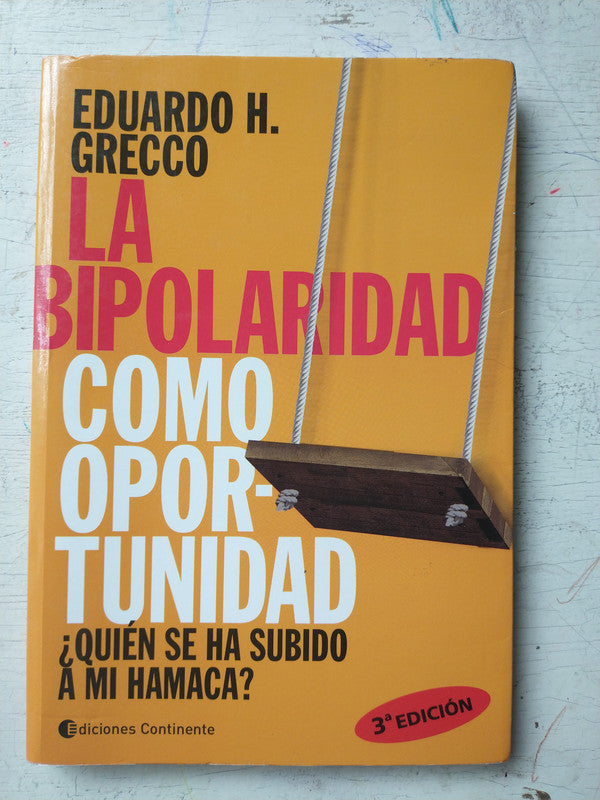 EDUARDO H.
GRECCO
LA
BIPOLARIDAD
COMO
OPOR-
TUNIDAD
¿QUIÉN SE HA SUBIDO
A MI HAMACA?
3ª EDICIÓN
Ediciones Continente